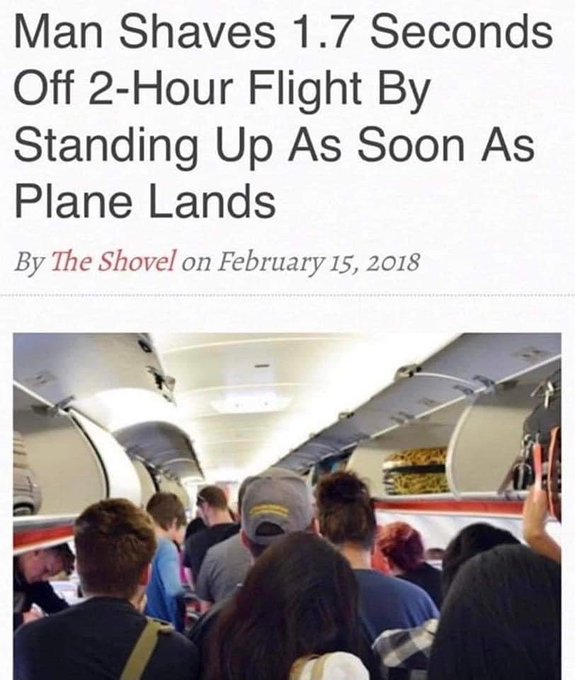 Man Shaves 1.7 Seconds
Off 2-Hour Flight By
Standing Up As Soon As
Plane Lands
By The Shovel on February 15, 2018